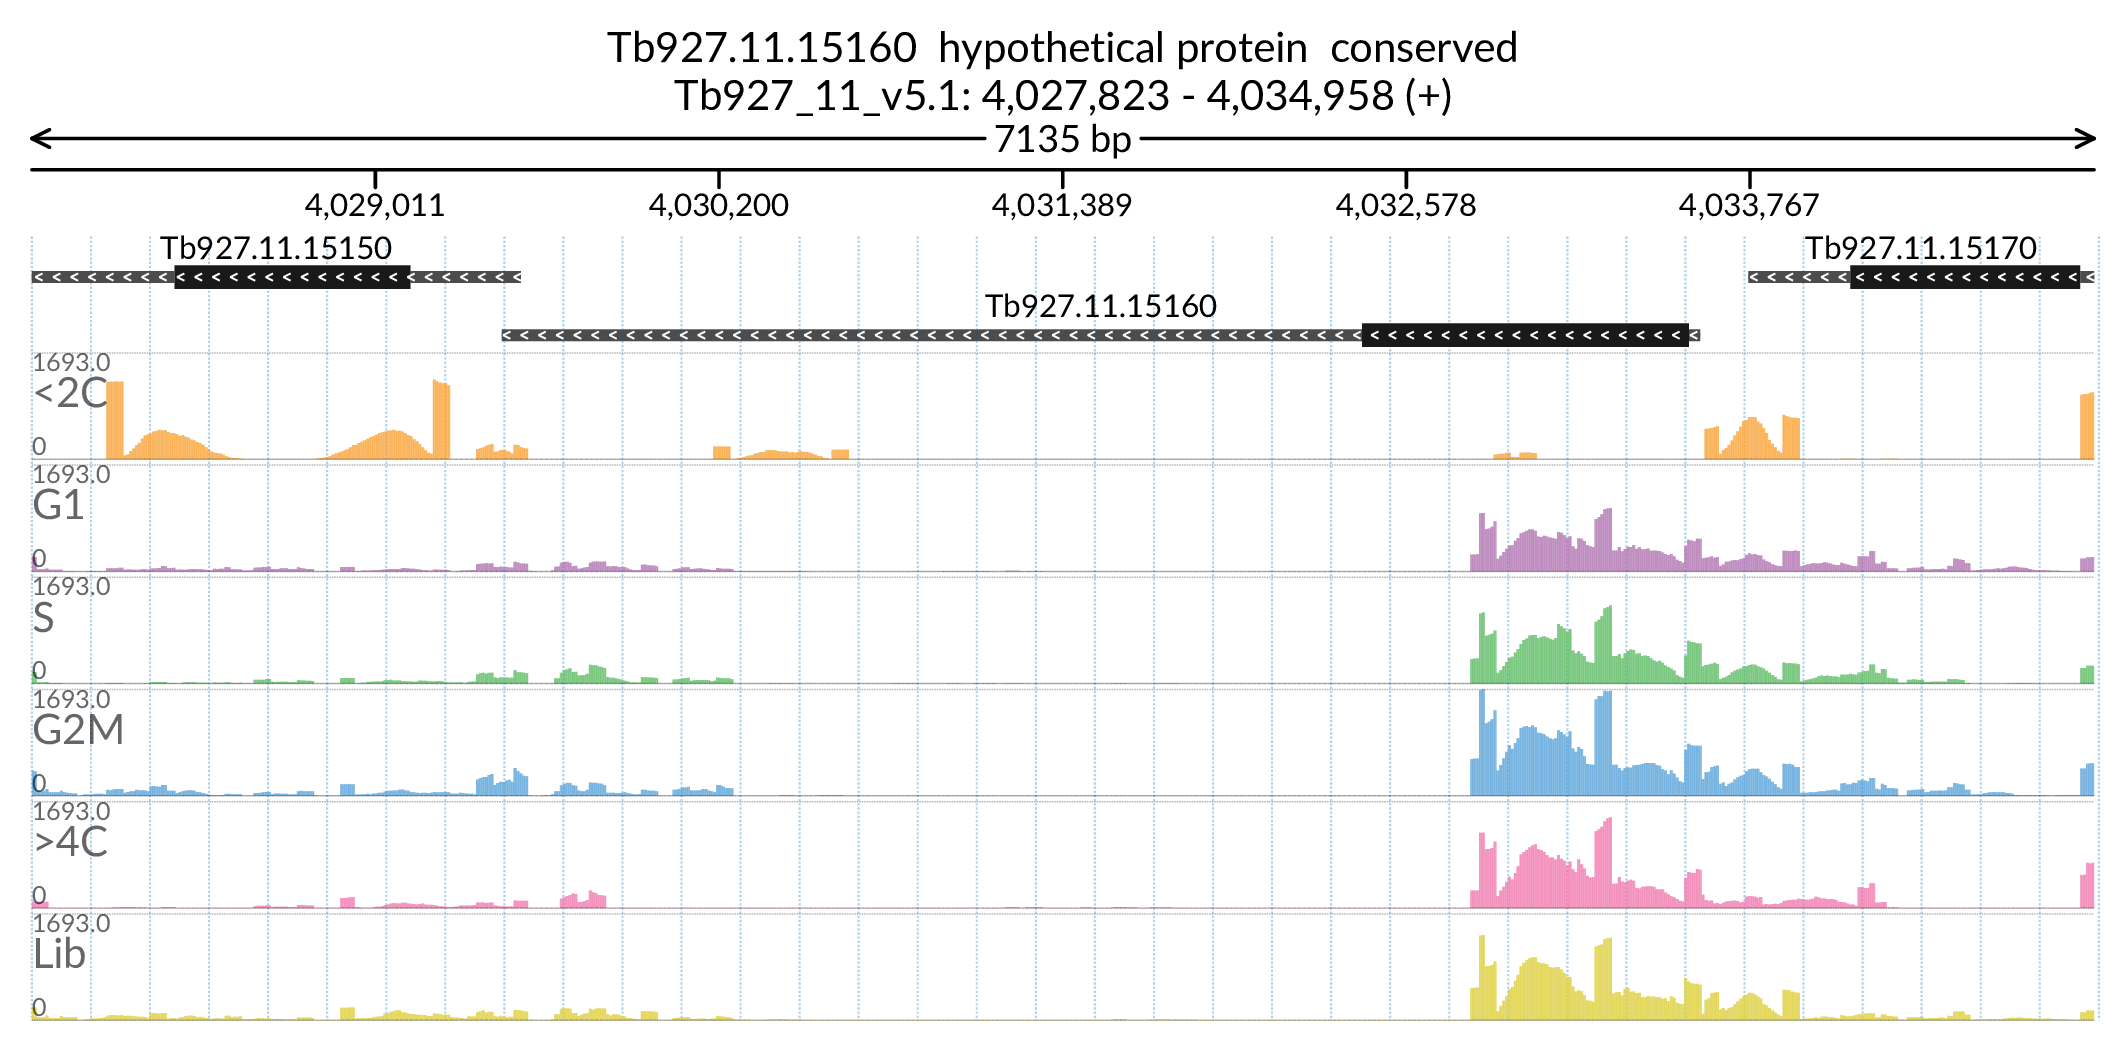 Tb927.11.15160  hypothetical protein  conserved
Tb927_11_v5.1: 4,027,823 - 4,034,958 (+)
7135 bp
4,029,011 4,030,200 4,031,389 4,032,578 4,033,767
Tb927.11.15150 Tb927.11.15170
Tb927.11.15160
1693.0
<2C
0
1693.0
G1
0
1693.0
S
0
1693.0
G2M
0
1693.0
>4C
0
1693.0
Lib
0